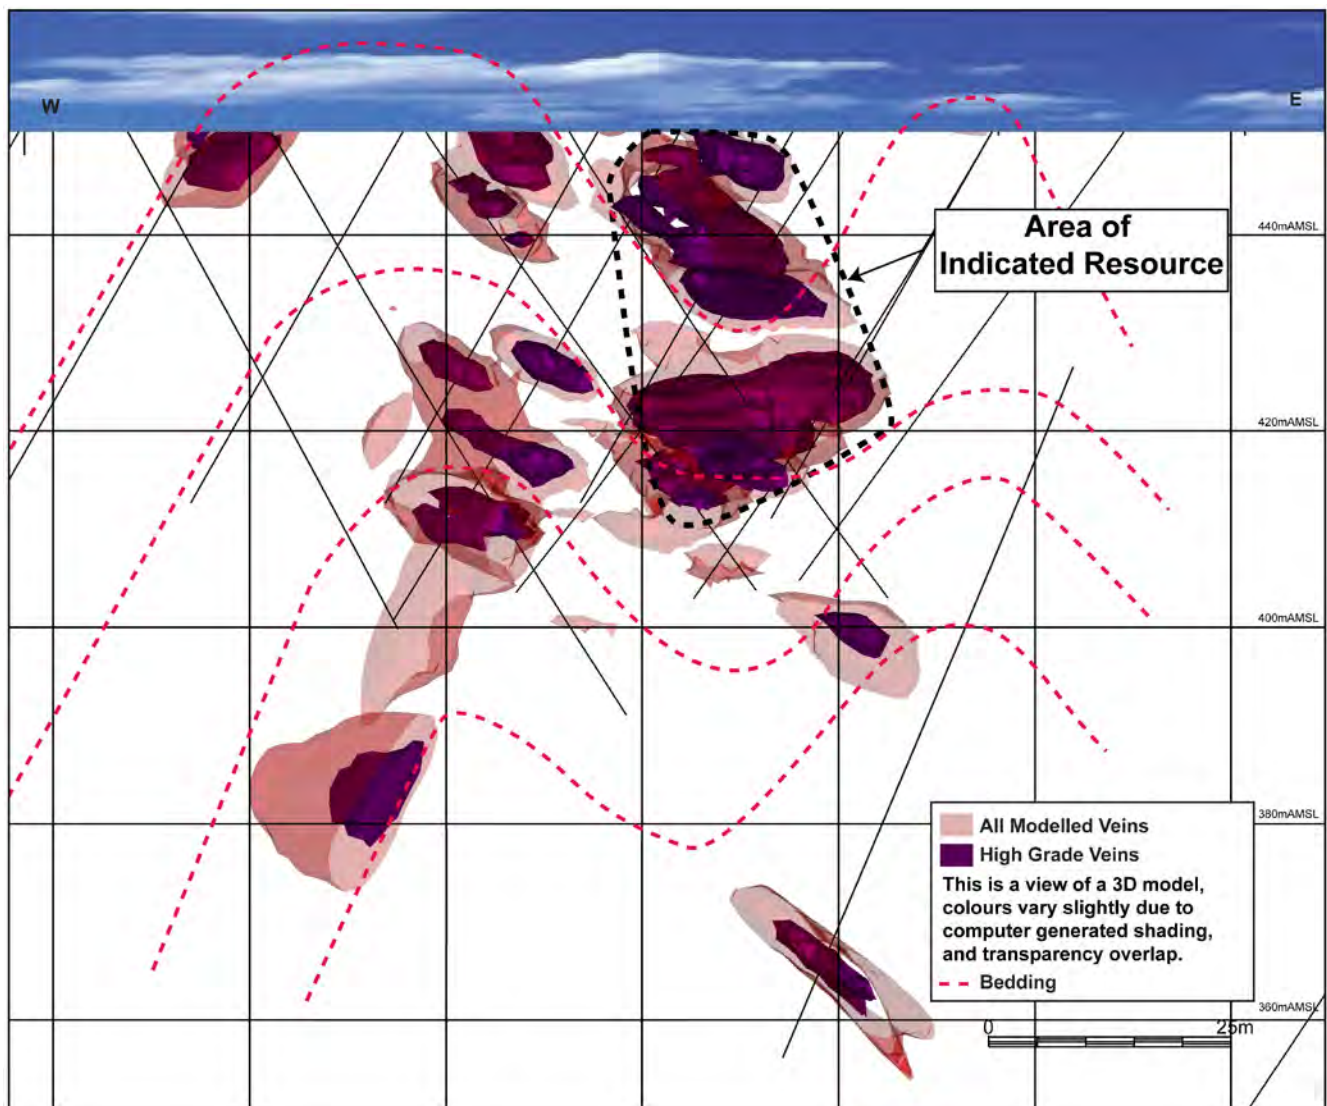 W
E
Area of
Indicated Resource
440mAMSL
420mAMSL
400mAMSL
380mAMSL
All Modelled Veins
High Grade Veins
This is a view of a 3D model,
colours vary slightly due to
computer generated shading,
and transparency overlap.
Bedding
360mAMSL
0 25m